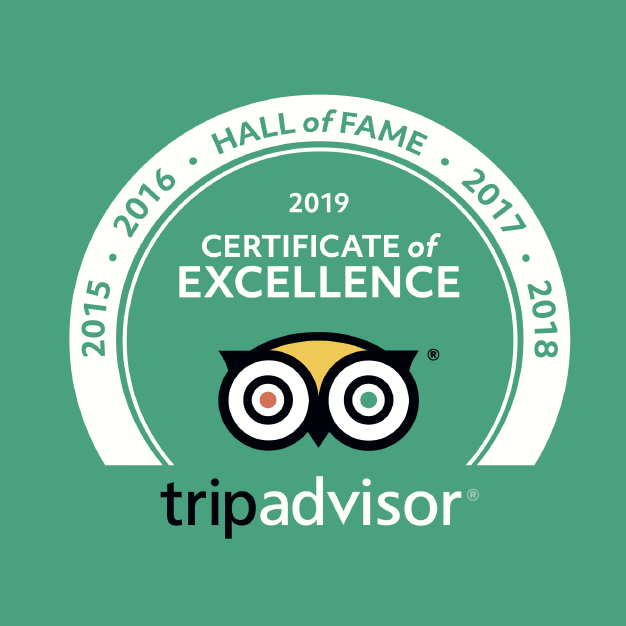 2015 • 2016 • HALL of FAME • 2017 • 2018
2019
CERTIFICATE of
EXCELLENCE
®
tripadvisor®